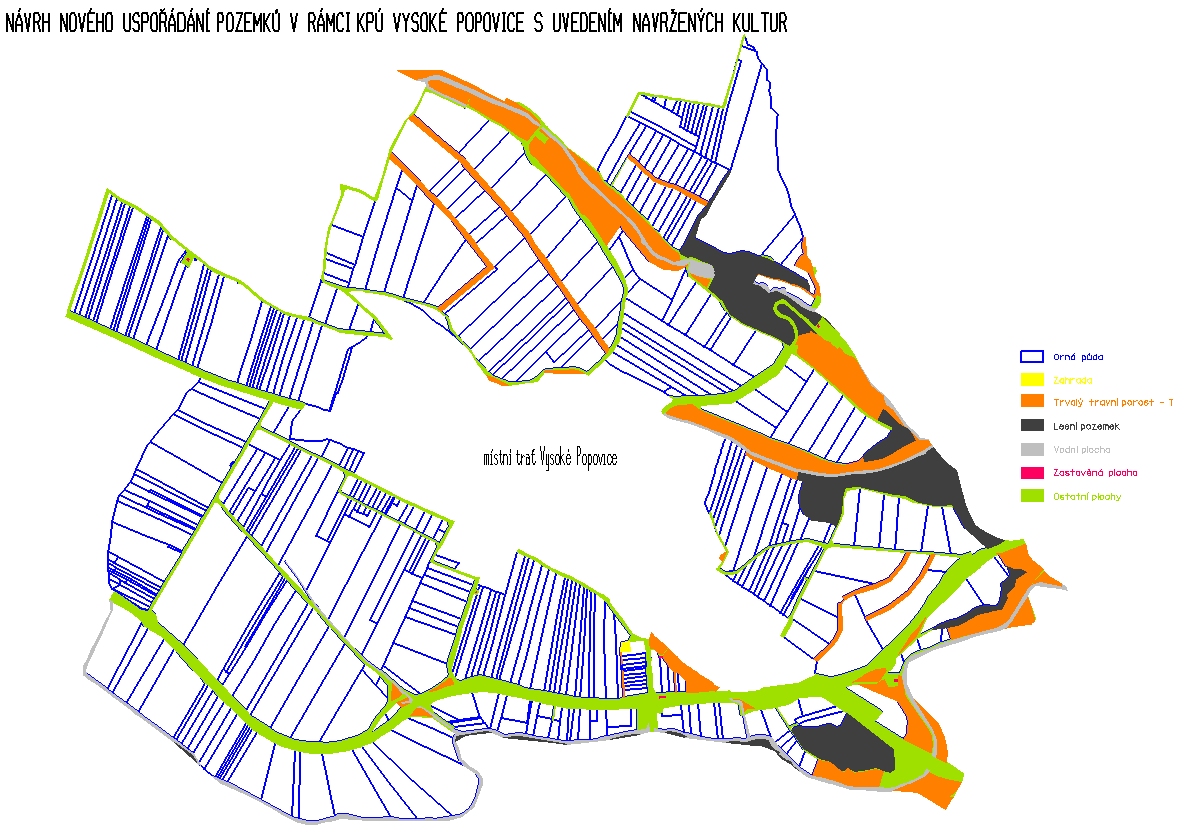 NÁVRH NOVÉHO USPOŘÁDÁNÍ POZEMKŮ V RÁMCI KPÚ VYSOKÉ POPOVICE S UVEDENÍM NAVRŽENÝCH KULTUR
místní trať Vysoké Popovice
Orná půda
Zahrada
Trvalý travní porost - T
Lesní pozemek
Vodní plocha
Zastavěná plocha
Ostatní plochy